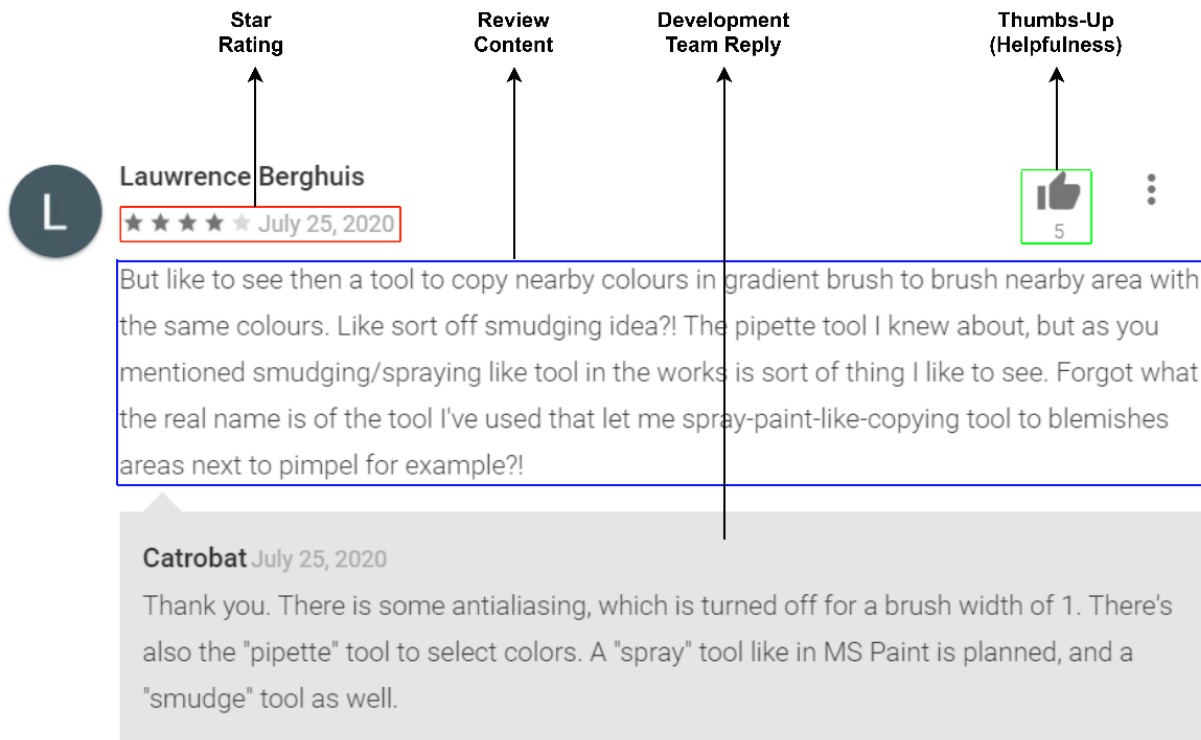 Star
Rating
Review
Content
Development
Team Reply
Thumbs-Up
(Helpfulness)
L
Lauwrence Berghuis
July 25, 2020
5
But like to see then a tool to copy nearby colours in gradient brush to brush nearby area with
the same colours. Like sort off smudging idea?! The pipette tool I knew about, but as you
mentioned smudging/spraying like tool in the works is sort of thing I like to see. Forgot what
the real name is of the tool I've used that let me spray-paint-like-copying tool to blemishes
areas next to pimpel for example?!
Catrobat July 25, 2020
Thank you. There is some antialiasing, which is turned off for a brush width of 1. There's
also the "pipette" tool to select colors. A "spray" tool like in MS Paint is planned, and a
"smudge" tool as well.